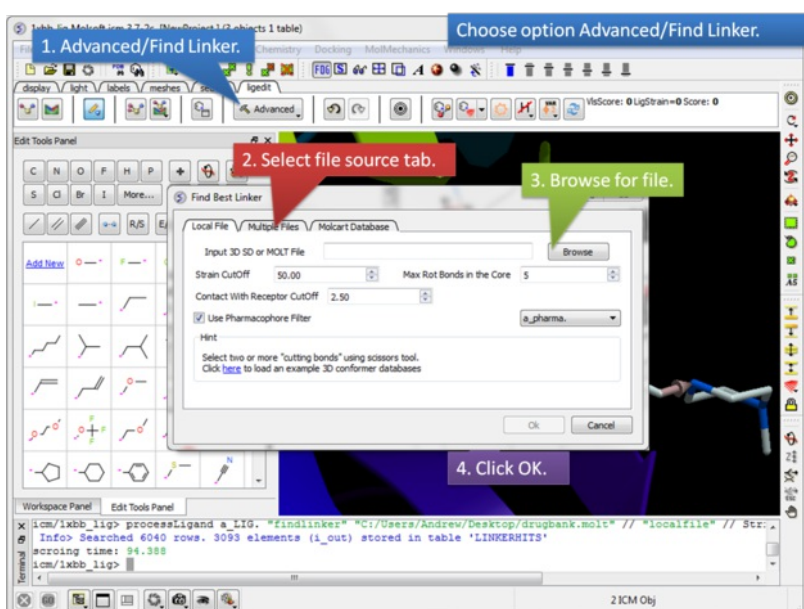 1xbb_lig Molsoft icm 3.7-2c [NewProject] (3 objects 1 table)
Choose option Advanced/Find Linker.
1. Advanced/Find Linker.
Chemistry Docking MolMechanics Windows Help
display light labels meshes ligedit
Advanced
VlsScore: 0 LigStrain=0 Score: 0
Edit Tools Panel
2. Select file source tab.
3. Browse for file.
C N O F H P
S Cl Br I More...
R/S
Add New
Find Best Linker
Local File Multiple Files Molcart Database
Input 3D SD or MOLT File
Browse
Strain CutOff 50.00 Max Rot Bonds in the Core 5
Contact With Receptor CutOff 2.50
Use Pharmacophore Filter a_pharma.
Hint
Select two or more "cutting bonds" using scissors tool.
Click here to load an example 3D conformer databases
Ok Cancel
4. Click OK.
Workspace Panel Edit Tools Panel
Terminal
icm/1xbb_lig> processLigand a_LIG. "findlinker" "C:/Users/Andrew/Desktop/drugbank.molt" // "localfile" // Str:
Info> Searched 6040 rows. 3093 elements (i_out) stored in table 'LINKERHITS'
scroing time: 94.388
icm/1xbb_lig>
2 ICM Obj